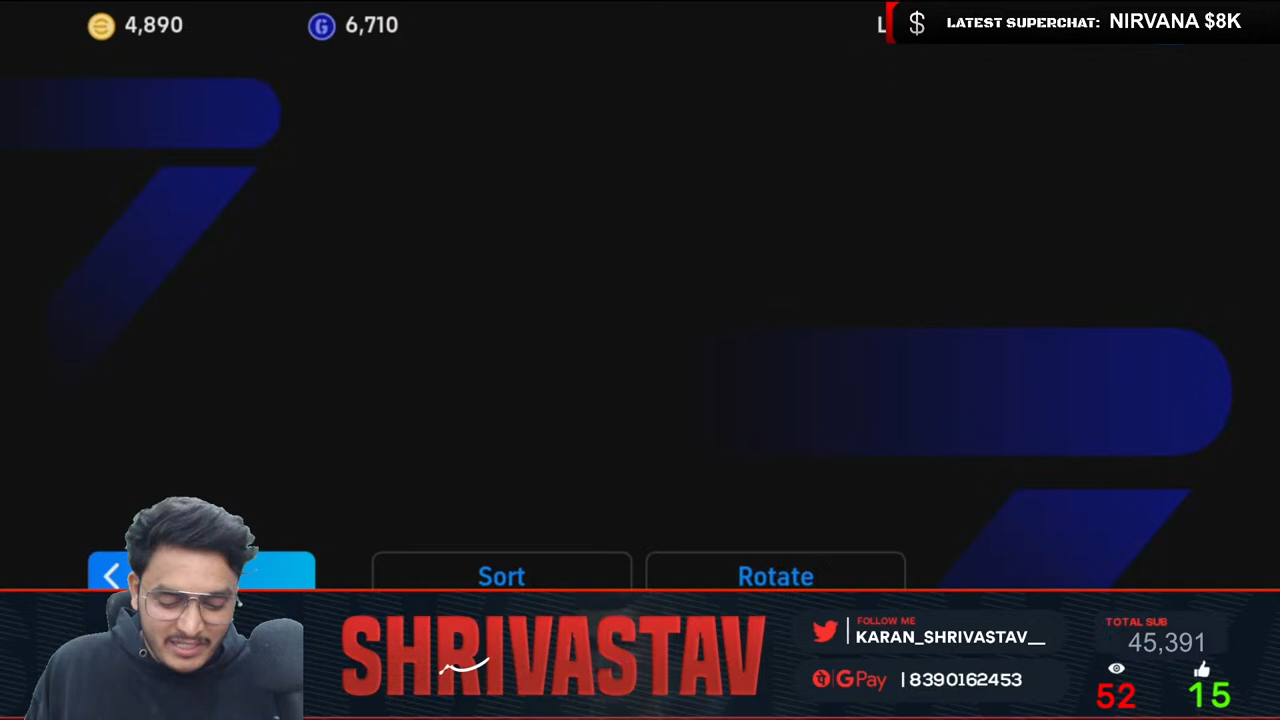 4,890
6,710
L
LATEST SUPERCHAT: NIRVANA $8K
Sort
Rotate
SHRIVASTAV
FOLLOW ME
KARAN_SHRIVASTAV__
GPay | 8390162453
TOTAL SUB
45,391
52
15